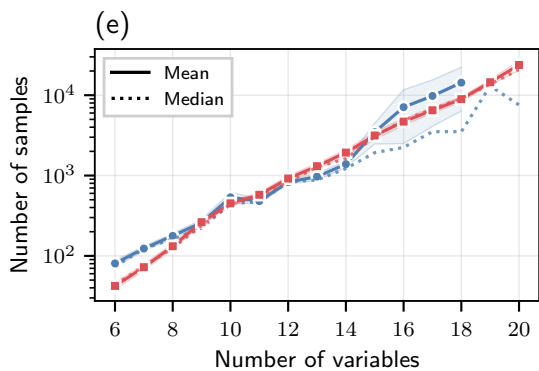 (e)
Number of samples
10^4
10^3
10^2
Mean
Median
6 8 10 12 14 16 18 20
Number of variables